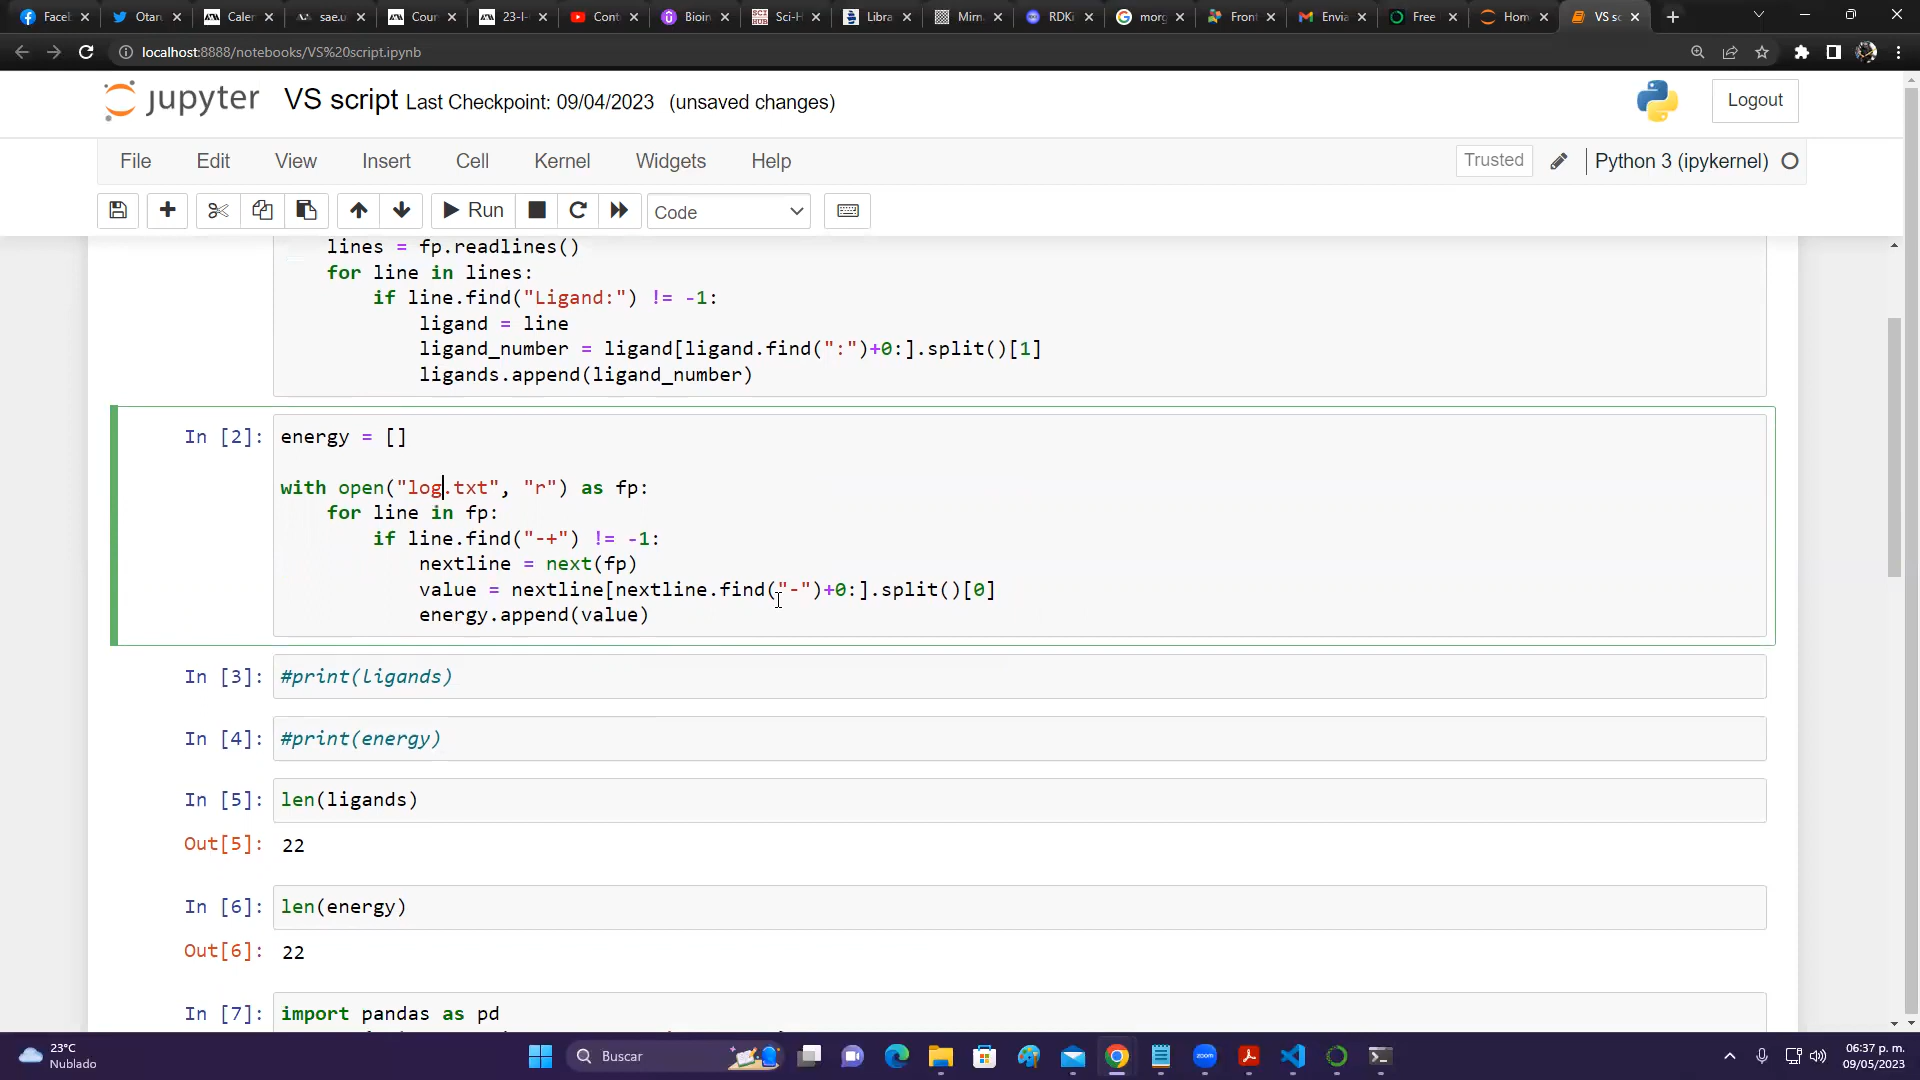 Facel
Otaru
Calen
sae.u
Cour
23-I-
Cont
Bioin
Sci-H
Libra
Mirn
RDKi
morg
Front
Envia
Free
Hom
VS sc
localhost:8888/notebooks/VS%20script.ipynb
jupyter VS script Last Checkpoint: 09/04/2023 (unsaved changes)
Logout
File Edit View Insert Cell Kernel Widgets Help
Trusted
Python 3 (ipykernel)
Run
Code
lines = fp.readlines()
for line in lines:
if line.find("Ligand:") != -1:
ligand = line
ligand_number = ligand[ligand.find(":")+0:].split()[1]
ligands.append(ligand_number)
In [2]: energy = []
with open("log.txt", "r") as fp:
for line in fp:
if line.find("-+") != -1:
nextline = next(fp)
value = nextline[nextline.find("-")+0:].split()[0]
energy.append(value)
In [3]: #print(ligands)
In [4]: #print(energy)
In [5]: len(ligands)
Out[5]: 22
In [6]: len(energy)
Out[6]: 22
In [7]: import pandas as pd
23°C
Nublado
Buscar
zoom
06:37 p. m.
09/05/2023